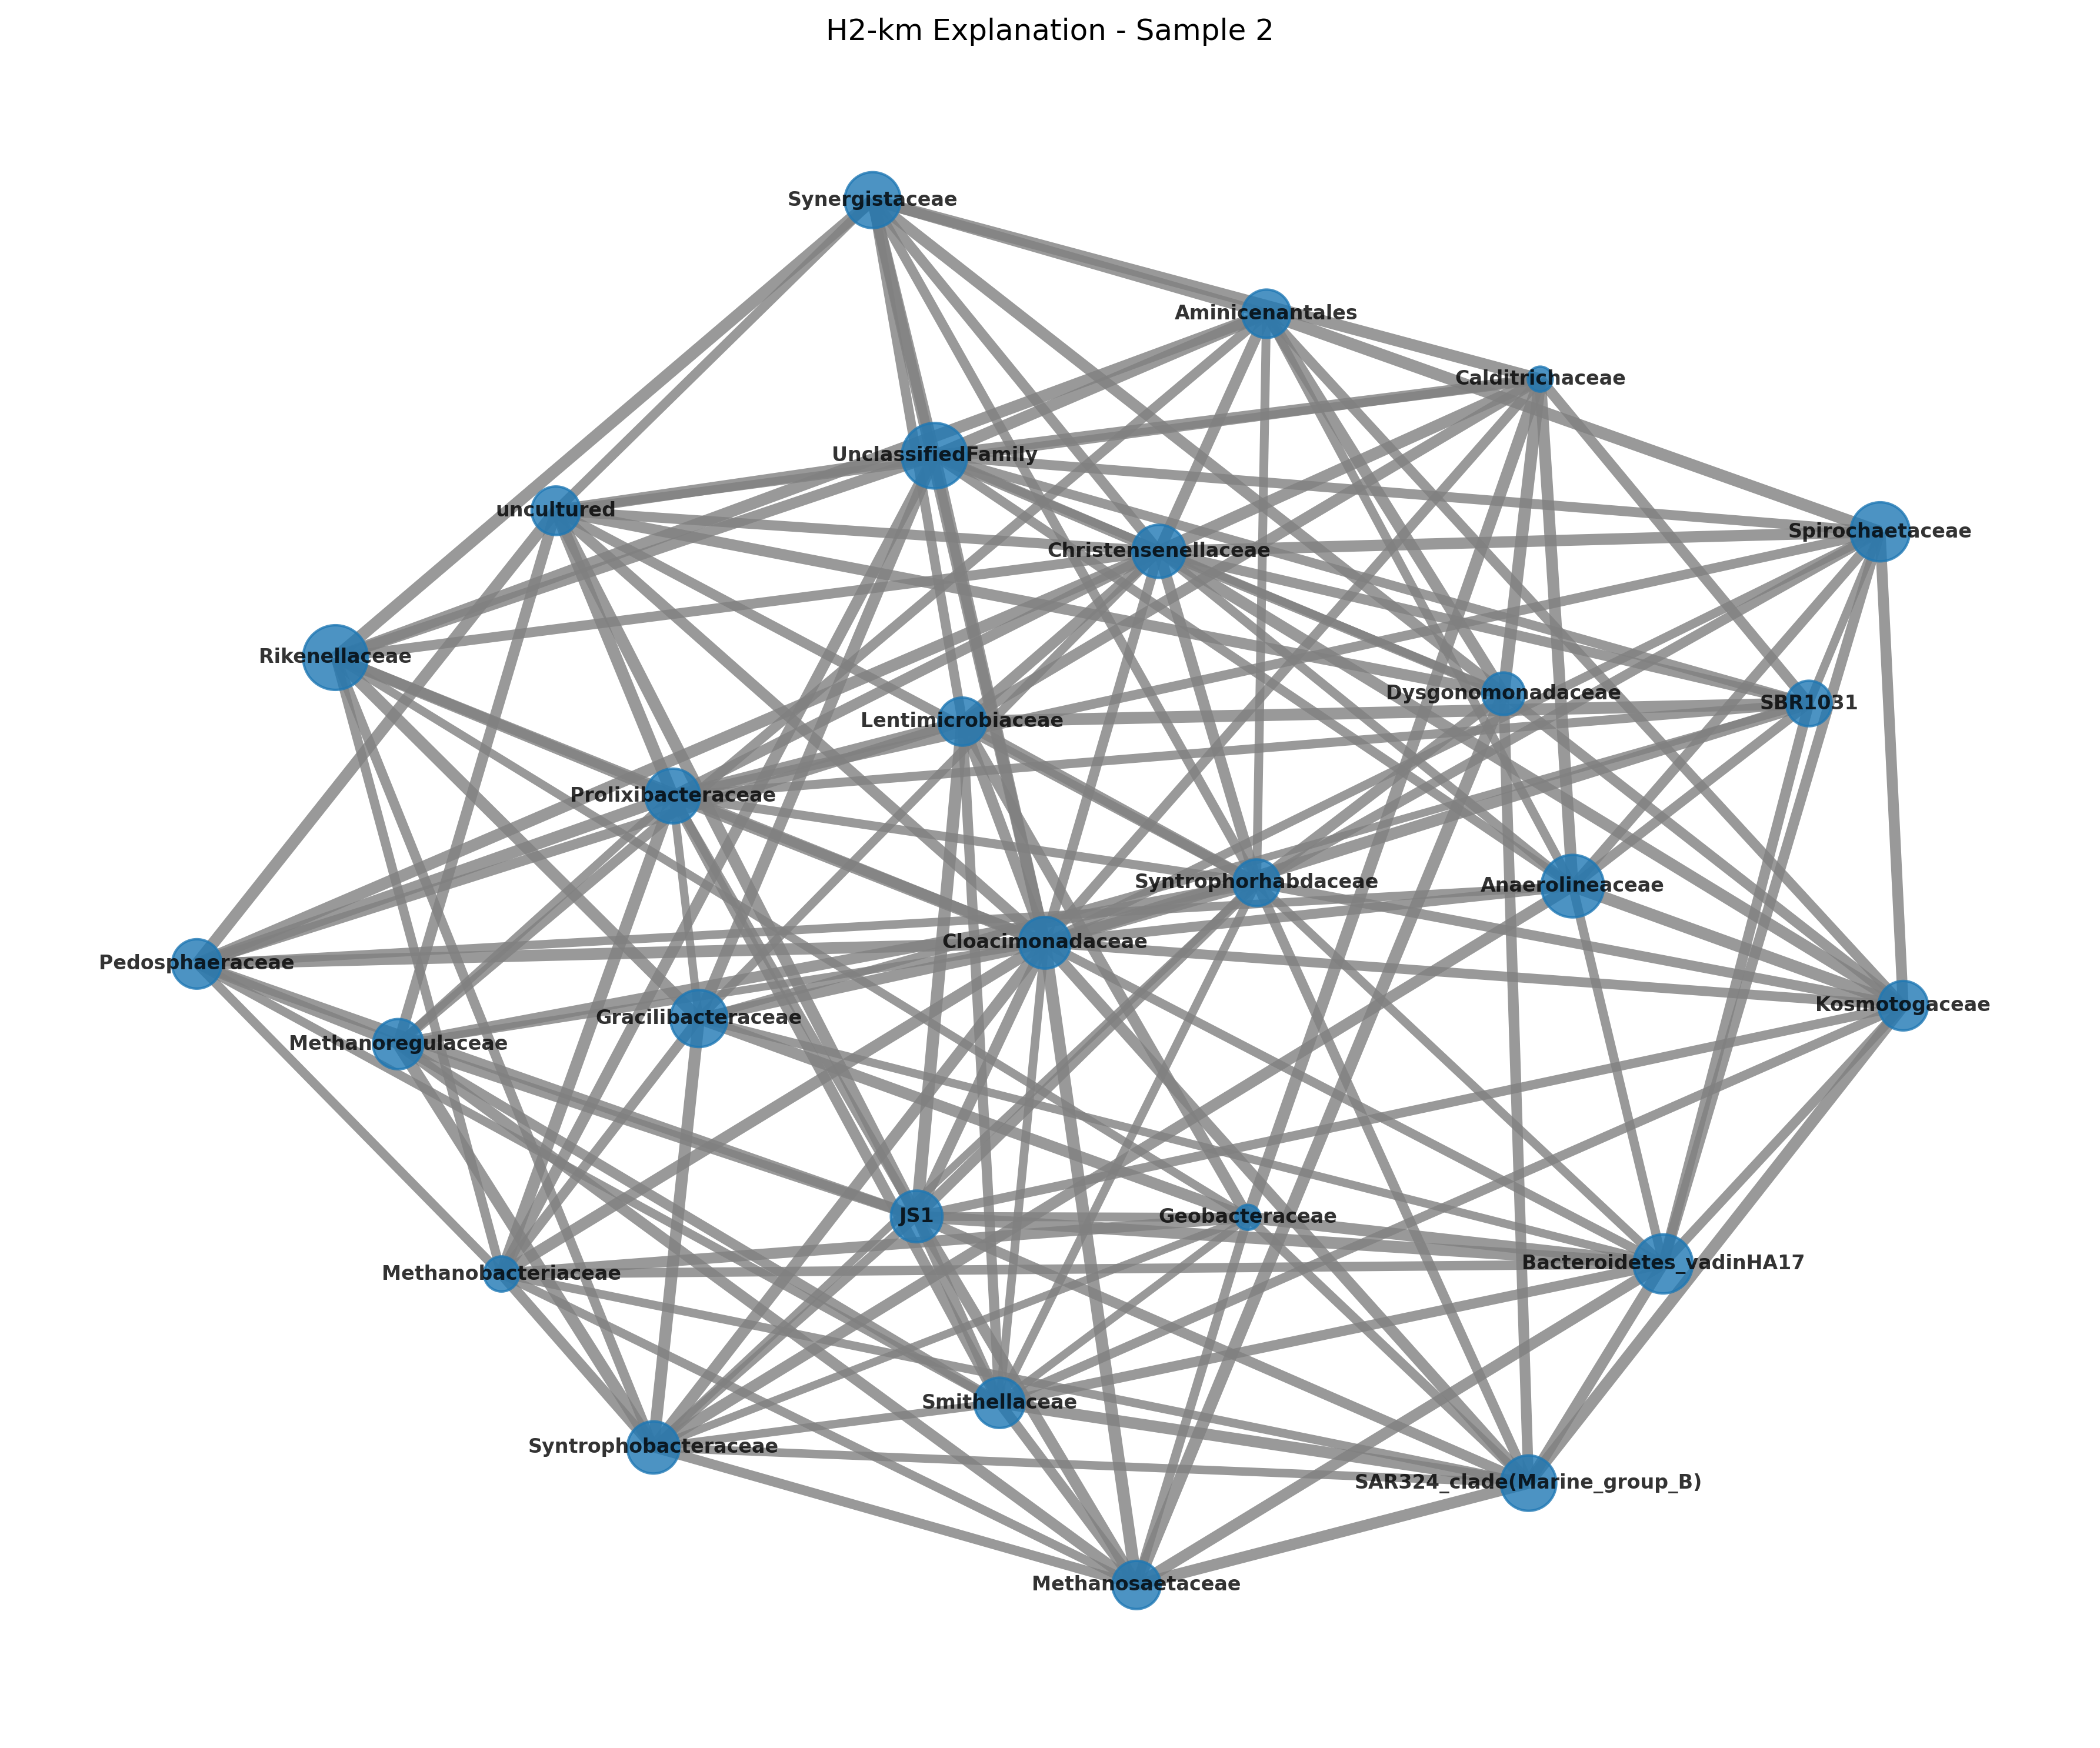 H2-km Explanation - Sample 2
Synergistaceae
Aminicenantales
Calditrichaceae
UnclassifiedFamily
uncultured
Spirochaetaceae
Christensenellaceae
Rikenellaceae
Dysgonomonadaceae
SBR1031
Lentimicrobiaceae
Prolixibacteraceae
Syntrophorhabdaceae
Anaerolineaceae
Cloacimonadaceae
Pedosphaeraceae
Kosmotogaceae
Gracilibacteraceae
Methanoregulaceae
JS1
Geobacteraceae
Bacteroidetes_vadinHA17
Methanobacteriaceae
Smithellaceae
Syntrophobacteraceae
SAR324_clade(Marine_group_B)
Methanosaetaceae